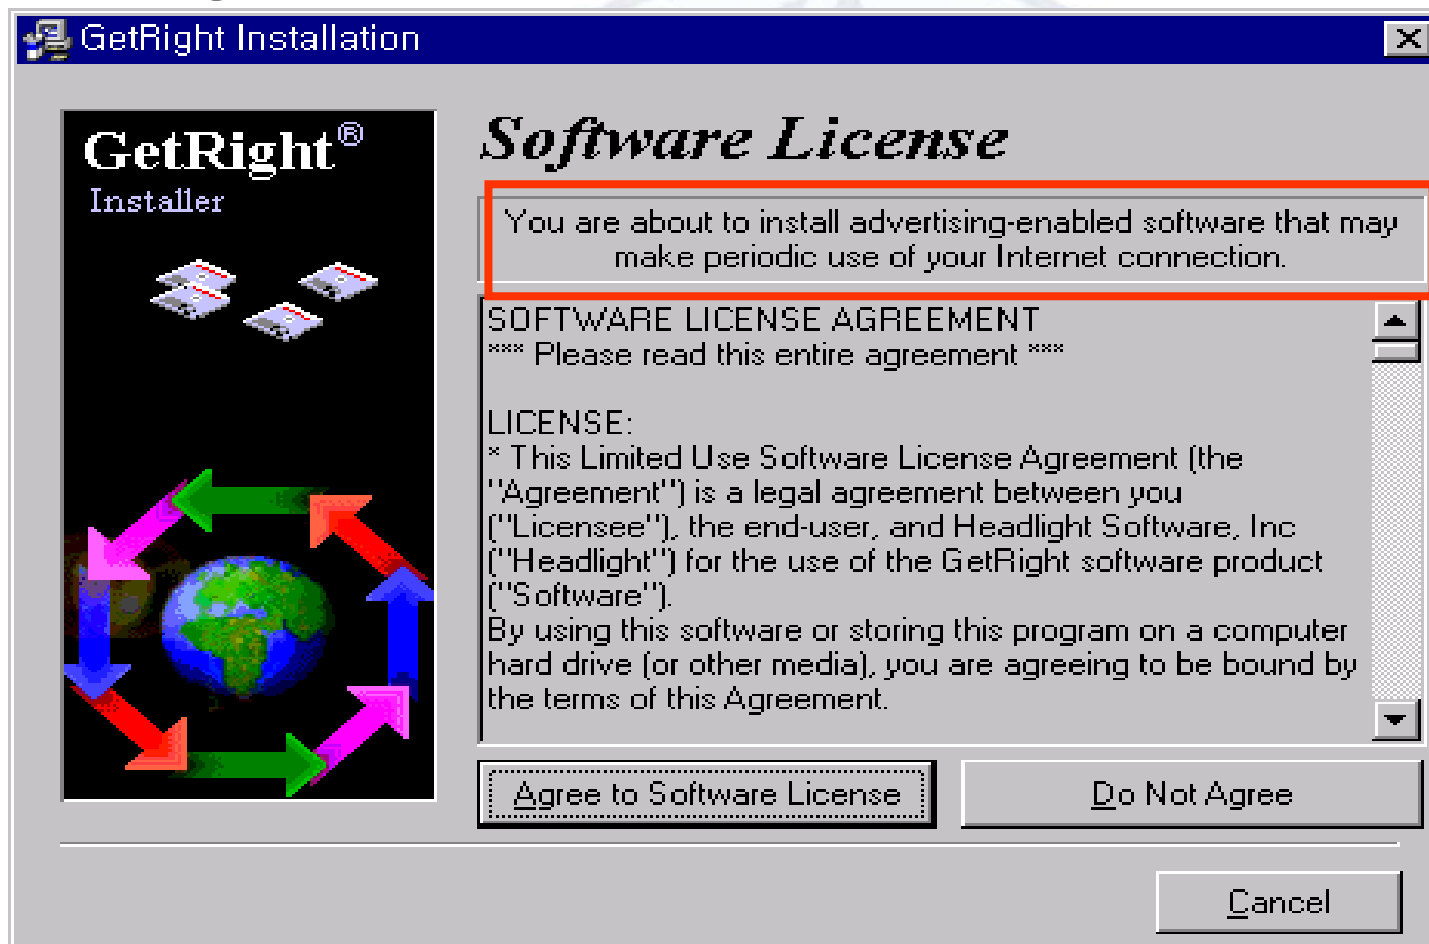 GetRight Installation
GetRight®
Installer
Software License
You are about to install advertising-enabled software that may
make periodic use of your Internet connection.
SOFTWARE LICENSE AGREEMENT
*** Please read this entire agreement ***
LICENSE:
* This Limited Use Software License Agreement (the
"Agreement") is a legal agreement between you
("Licensee"), the end-user, and Headlight Software, Inc
("Headlight") for the use of the GetRight software product
("Software").
By using this software or storing this program on a computer
hard drive (or other media), you are agreeing to be bound by
the terms of this Agreement.
Agree to Software License
Do Not Agree
Cancel